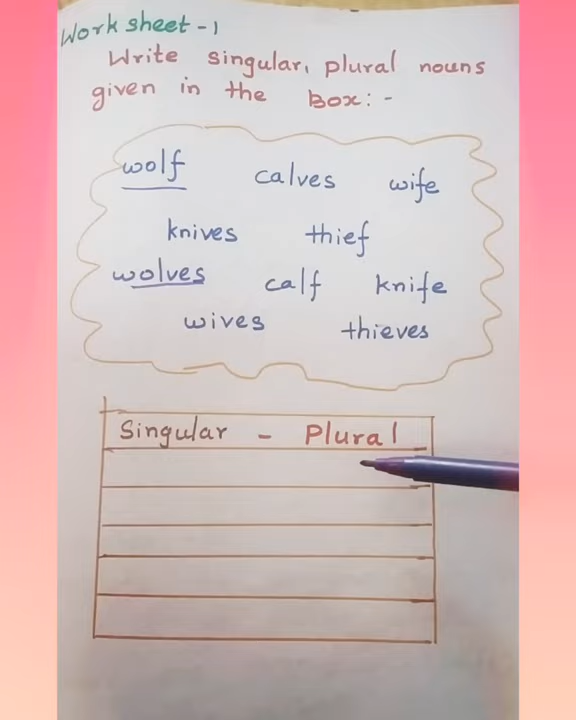 Work sheet-1
Write singular, plural nouns
given in the box:-
wolf calves wife
knives thief
wolves calf knife
wives thieves
Singular - Plural